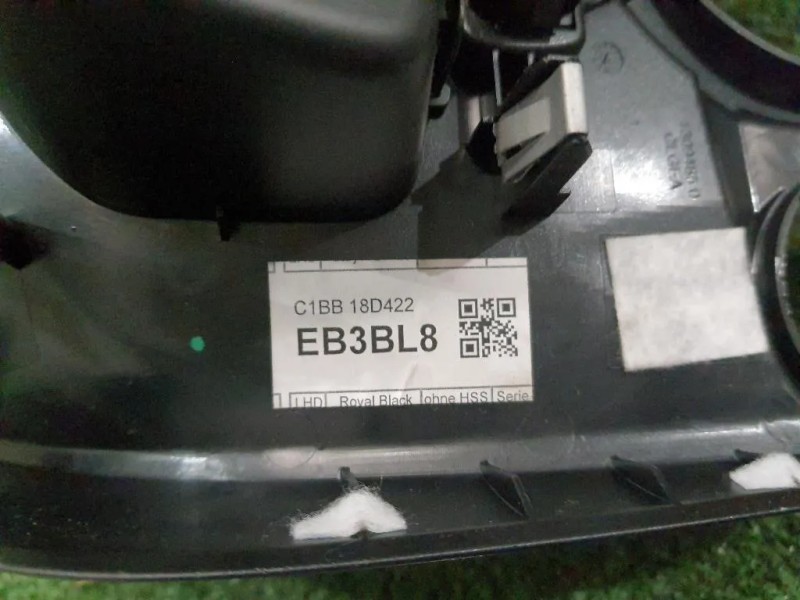 C1BB 18D422
EB3BL8
LHD Royal Black ohne HSS Serie